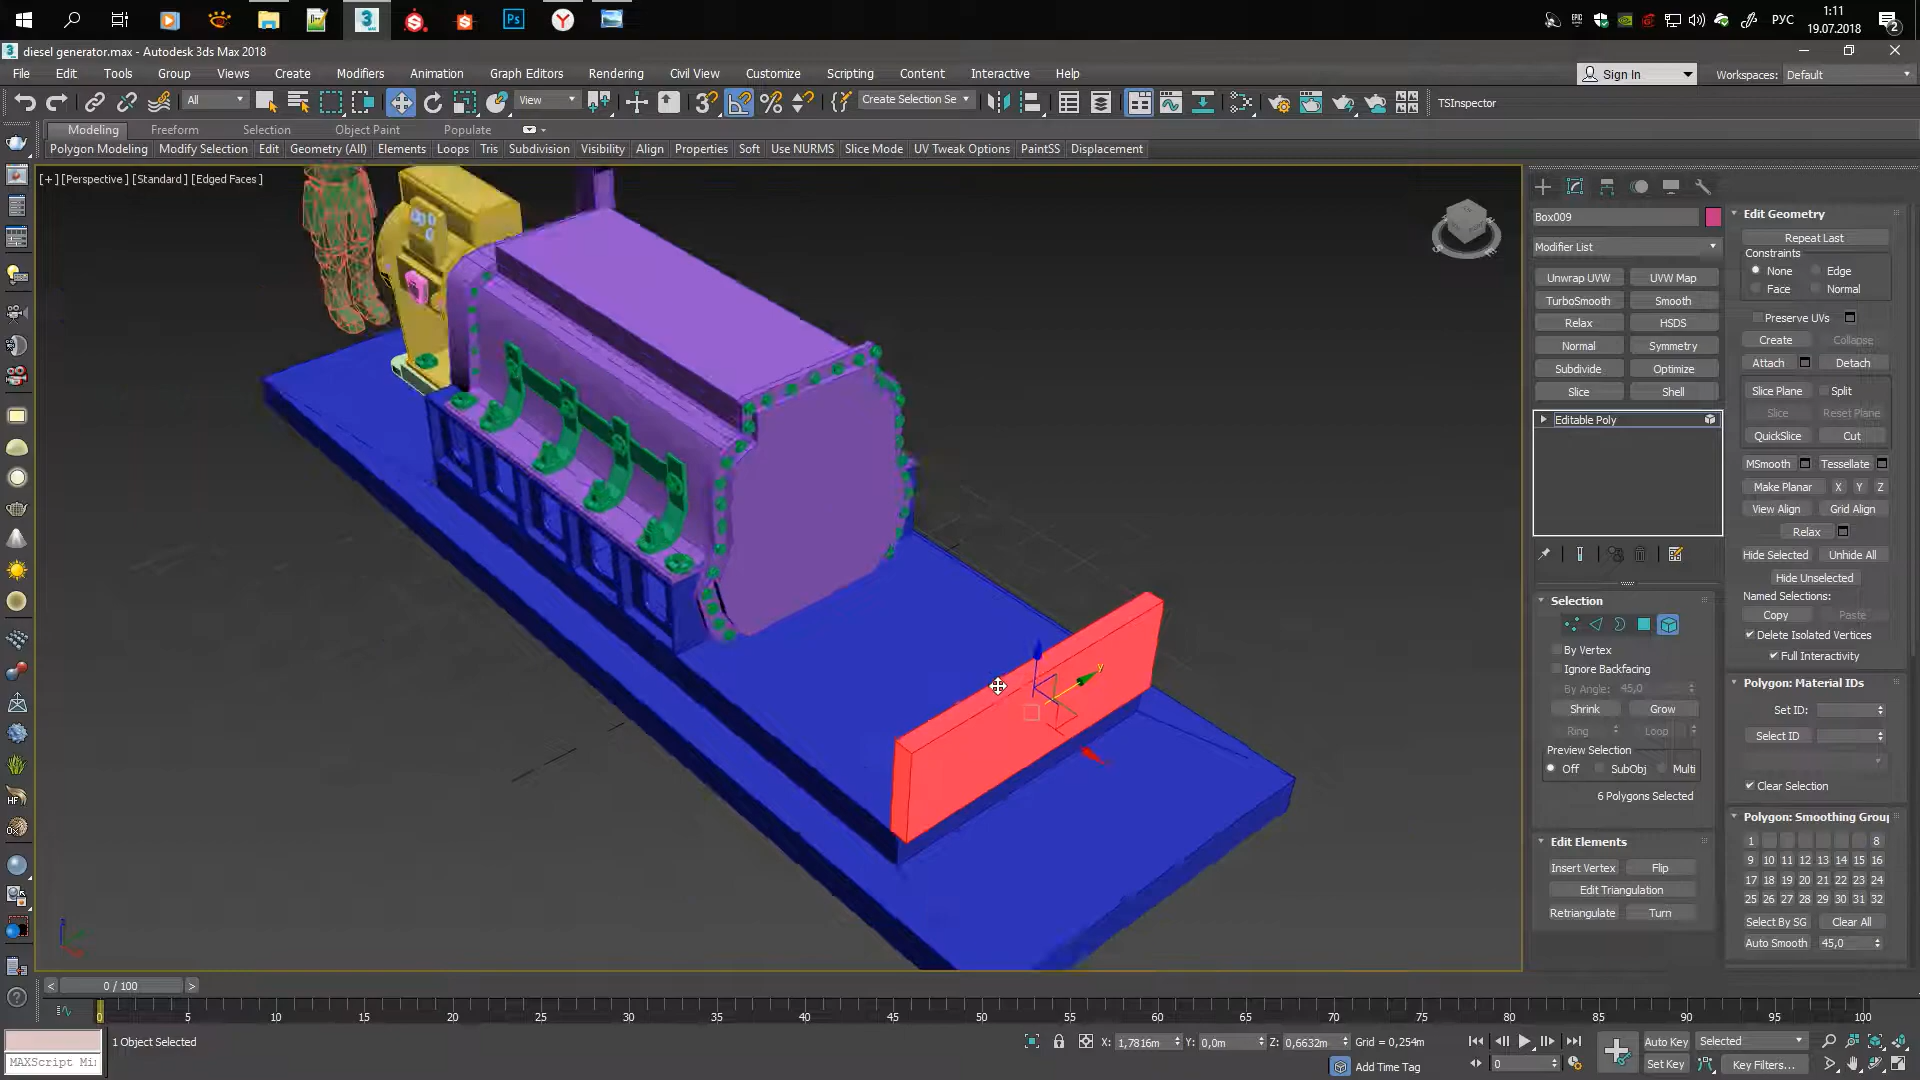 1:11
РУС
19.07.2018
2
diesel generator.max - Autodesk 3ds Max 2018
File Edit Tools Group Views Create Modifiers Animation Graph Editors Rendering Civil View Customize Scripting Content Interactive Help
Sign In Workspaces: Default
All View Create Selection Se TSInspector
Modeling Freeform Selection Object Paint Populate
Polygon Modeling Modify Selection Edit Geometry (All) Elements Loops Tris Subdivision Visibility Align Properties Soft Use NURMS Slice Mode UV Tweak Options PaintSS Displacement
[+] [Perspective ] [Standard ] [Edged Faces ]
Box009
Modifier List
Unwrap UVW UVW Map
TurboSmooth Smooth
Relax HSDS
Normal Symmetry
Subdivide Optimize
Slice Shell
Editable Poly
Selection
By Vertex
Ignore Backfacing
By Angle: 45,0
Shrink Grow
Ring Loop
Preview Selection
Off SubObj Multi
6 Polygons Selected
Edit Elements
Insert Vertex Flip
Edit Triangulation
Retriangulate Turn
Edit Geometry
Repeat Last
Constraints
None Edge
Face Normal
Preserve UVs
Create Collapse
Attach Detach
Slice Plane Split
Slice Reset Plane
QuickSlice Cut
MSmooth Tessellate
Make Planar X Y Z
View Align Grid Align
Relax
Hide Selected Unhide All
Hide Unselected
Named Selections:
Copy Paste
Delete Isolated Vertices
Full Interactivity
Polygon: Material IDs
Set ID:
Select ID
Clear Selection
Polygon: Smoothing Group
1 8
9 10 11 12 13 14 15 16
17 18 19 20 21 22 23 24
25 26 27 28 29 30 31 32
Select By SG Clear All
Auto Smooth 45,0
< 0 / 100 >
0 5 10 15 20 25 30 35 40 45 50 55 60 65 70 75 80 85 90 95 100
1 Object Selected
X: 1,7816m Y: 0,0m Z: 0,6632m Grid = 0,254m
Auto Key Selected
MAXScript Mi
Add Time Tag
0
Set Key Key Filters...